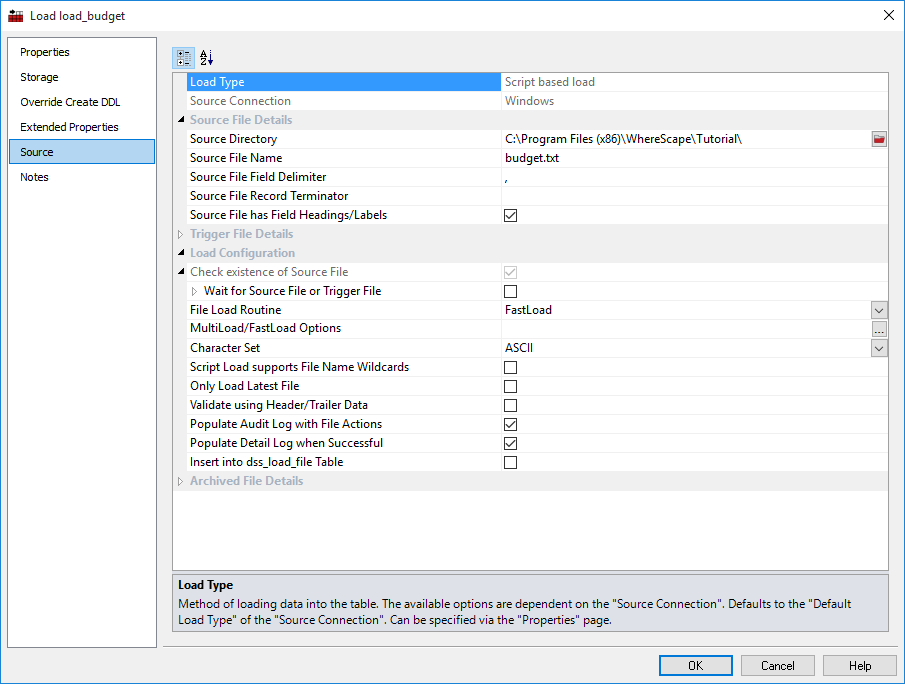 Load load_budget
Properties
Storage
Override Create DDL
Extended Properties
Source
Notes
Load Type Script based load
Source Connection Windows
Source File Details
Source Directory C:\Program Files (x86)\WhereScape\Tutorial\
Source File Name budget.txt
Source File Field Delimiter ,
Source File Record Terminator
Source File has Field Headings/Labels
Trigger File Details
Load Configuration
Check existence of Source File
Wait for Source File or Trigger File
File Load Routine FastLoad
MultiLoad/FastLoad Options ...
Character Set ASCII
Script Load supports File Name Wildcards
Only Load Latest File
Validate using Header/Trailer Data
Populate Audit Log with File Actions
Populate Detail Log when Successful
Insert into dss_load_file Table
Archived File Details
Load Type
Method of loading data into the table. The available options are dependent on the "Source Connection". Defaults to the "Default
Load Type" of the "Source Connection". Can be specified via the "Properties" page.
OK Cancel Help